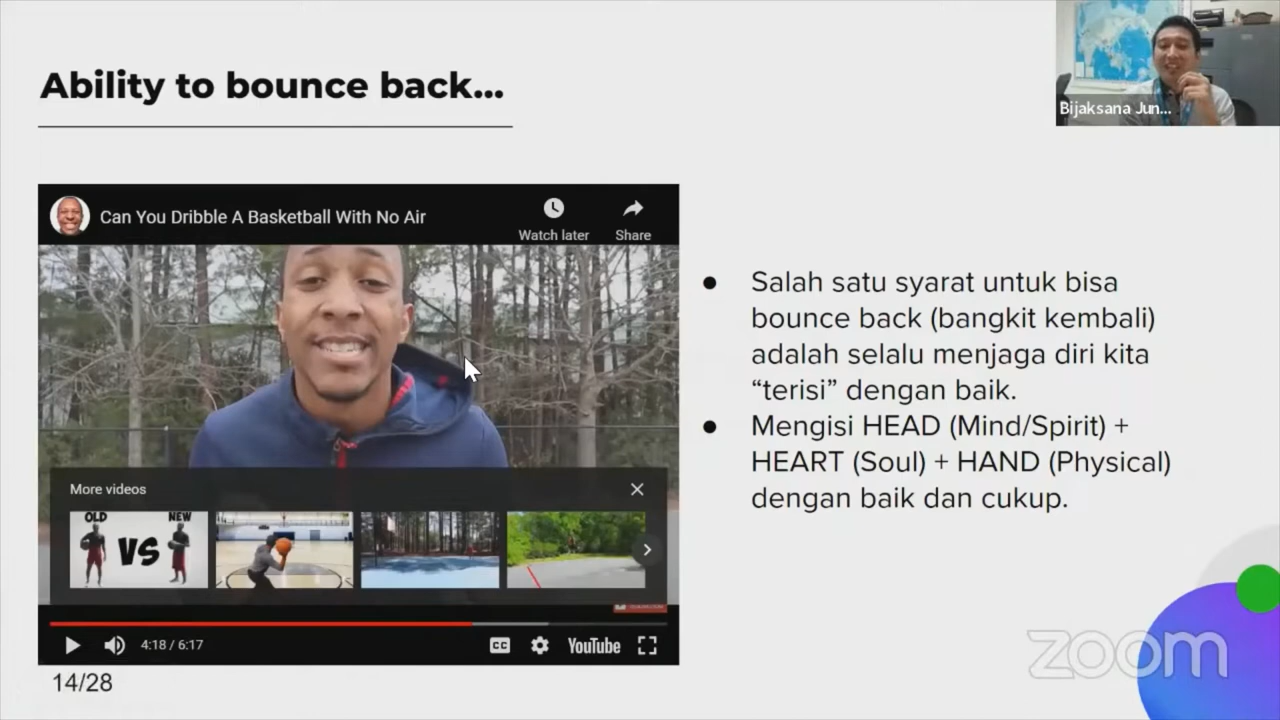 Ability to bounce back...
Bijaksana Jun...
Can You Dribble A Basketball With No Air
Watch later
Share
More videos
OLD
VS
NEW
4:18 / 6:17
CC
YouTube
Salah satu syarat untuk bisa
bounce back (bangkit kembali)
adalah selalu menjaga diri kita
“terisi” dengan baik.
Mengisi HEAD (Mind/Spirit) +
HEART (Soul) + HAND (Physical)
dengan baik dan cukup.
14/28
zoom